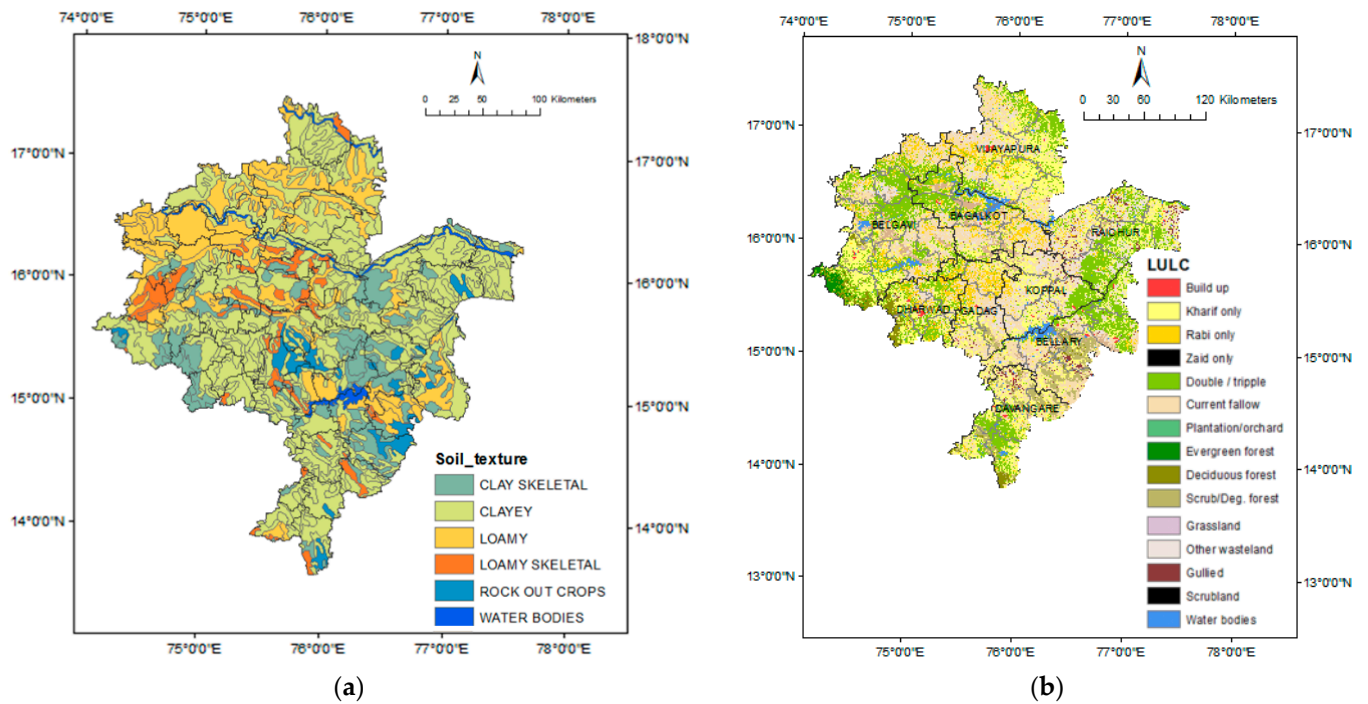 74°0'0"E 75°0'0"E 76°0'0"E 77°0'0"E 78°0'0"E
18°0'0"N
N
0 25 50 100 Kilometers
17°0'0"N 17°0'0"N
16°0'0"N 16°0'0"N
15°0'0"N 15°0'0"N
14°0'0"N 14°0'0"N
Soil_texture
CLAY SKELETAL
CLAYEY
LOAMY
LOAMY SKELETAL
ROCK OUT CROPS
WATER BODIES
75°0'0"E 76°0'0"E 77°0'0"E 78°0'0"E
(a)
74°0'0"E 75°0'0"E 76°0'0"E 77°0'0"E 78°0'0"E
N
0 30 60 120 Kilometers
17°0'0"N 17°0'0"N
VIJAYAPURA
BAGALKOT
BELGAVI
RAICHUR
16°0'0"N 16°0'0"N
KOPPAL
DHARWAD GADAG
BELLARY
15°0'0"N 15°0'0"N
DAVANGARE
14°0'0"N 14°0'0"N
13°0'0"N 13°0'0"N
LULC
Build up
Kharif only
Rabi only
Zaid only
Double / tripple
Current fallow
Plantation/orchard
Evergreen forest
Deciduous forest
Scrub/Deg. forest
Grassland
Other wasteland
Gullied
Scrubland
Water bodies
75°0'0"E 76°0'0"E 77°0'0"E 78°0'0"E
(b)